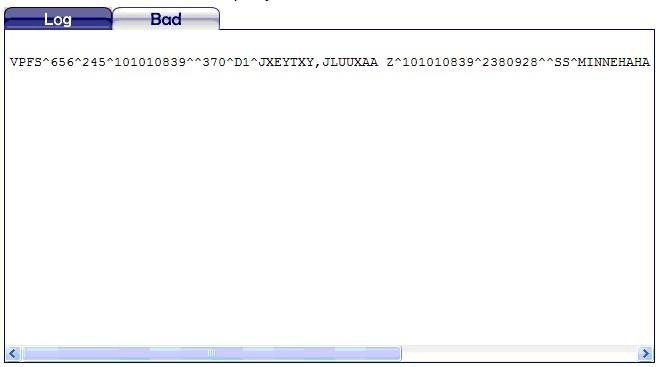 Log
Bad
VPFS^656^245^101010839^^370^D1^JXEYTXY,JLUUXAA Z^101010839^2380928^^SS^MINNEHAHA